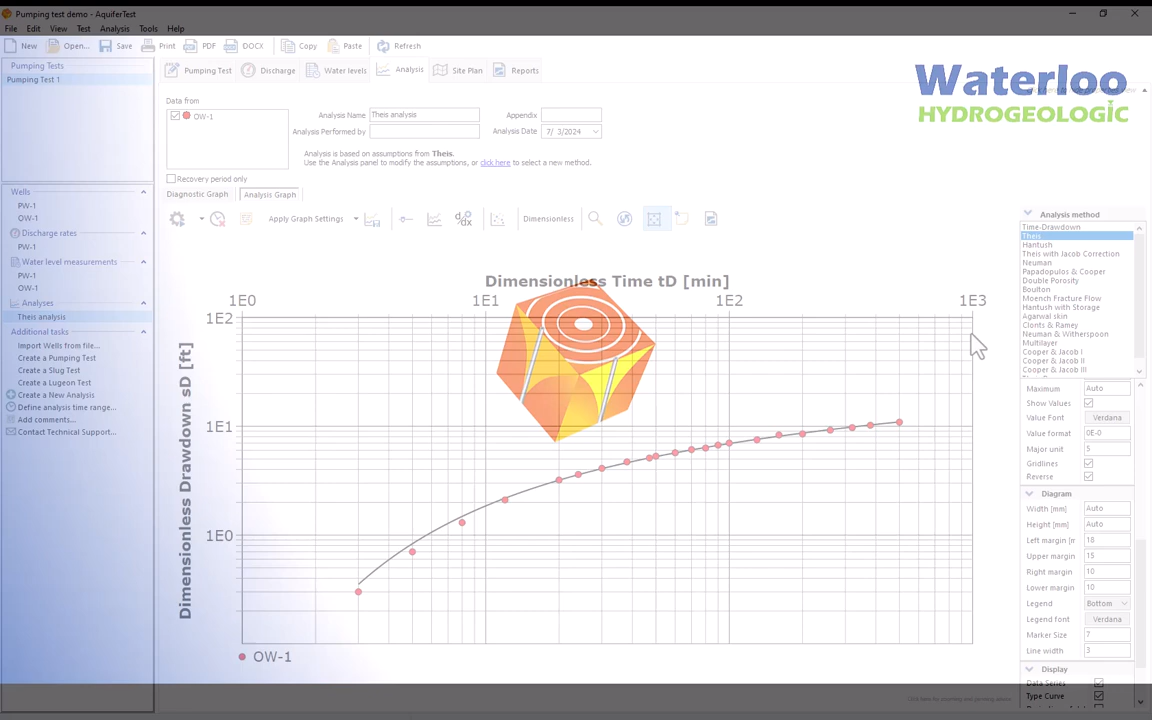 Pumping test demo - AquiferTest
File Edit View Test Analysis Tools Help
New Open... Save Print PDF DOCX Copy Paste Refresh
Pumping Tests
Pumping Test 1
Wells
PW-1
OW-1
Discharge rates
PW-1
Water level measurements
PW-1
OW-1
Analyses
Theis analysis
Additional tasks
Import Wells from file...
Create a Pumping Test
Create a Slug Test
Create a Lugeon Test
Create a New Analysis
Define analysis time range...
Add comments...
Contact Technical Support...
Pumping Test Discharge Water levels Analysis Site Plan Reports
Waterloo
HYDROGEOLOGIC
Data from
OW-1
Recovery period only
Analysis Name Theis analysis Appendix
Analysis Performed by Analysis Date 7/ 3/2024
Analysis is based on assumptions from Theis.
Use the Analysis panel to modify the assumptions, or click here to select a new method.
Diagnostic Graph Analysis Graph
Apply Graph Settings d/dx Dimensionless
Dimensionless Time tD [min]
1E0 1E1 1E2 1E3
1E2
1E1
1E0
Dimensionless Drawdown sD [ft]
OW-1
Analysis method
Time-Drawdown
Theis
Hantush
Theis with Jacob Correction
Neuman
Papadopulos & Cooper
Double Porosity
Boulton
Moench Fracture Flow
Hantush with Storage
Agarwal skin
Clonts & Ramey
Neuman & Witherspoon
Multilayer
Cooper & Jacob I
Cooper & Jacob II
Cooper & Jacob III
Maximum Auto
Show Values
Value Font Verdana
Value format 0E-0
Major unit 5
Gridlines
Reverse
Diagram
Width [mm] Auto
Height [mm] Auto
Left margin [r 18
Upper margin 15
Right margin 10
Lower margin 10
Legend Bottom
Legend font Verdana
Marker Size 7
Line width 3
Display
Data Series
Type Curve